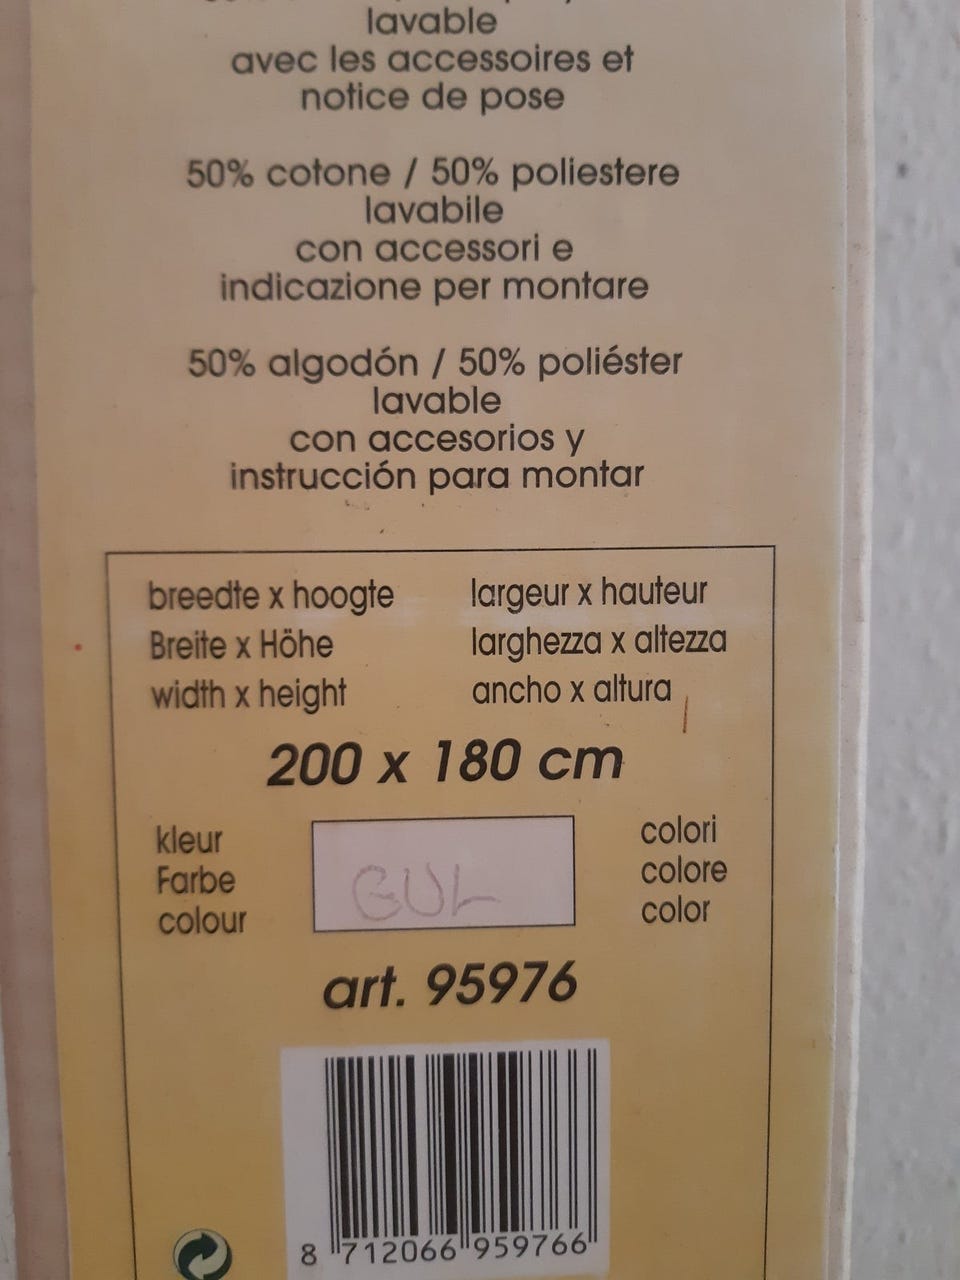 lavable
avec les accessoires et
notice de pose
50% cotone / 50% poliestere
lavabile
con accessori e
indicazione per montare
50% algodón / 50% poliéster
lavable
con accesorios y
instrucción para montar
breedte x hoogte
Breite x Höhe
width x height
largeur x hauteur
larghezza x altezza
ancho x altura
200 x 180 cm
kleur
Farbe
colour
GUL
colori
colore
color
art. 95976
8 712066 959766